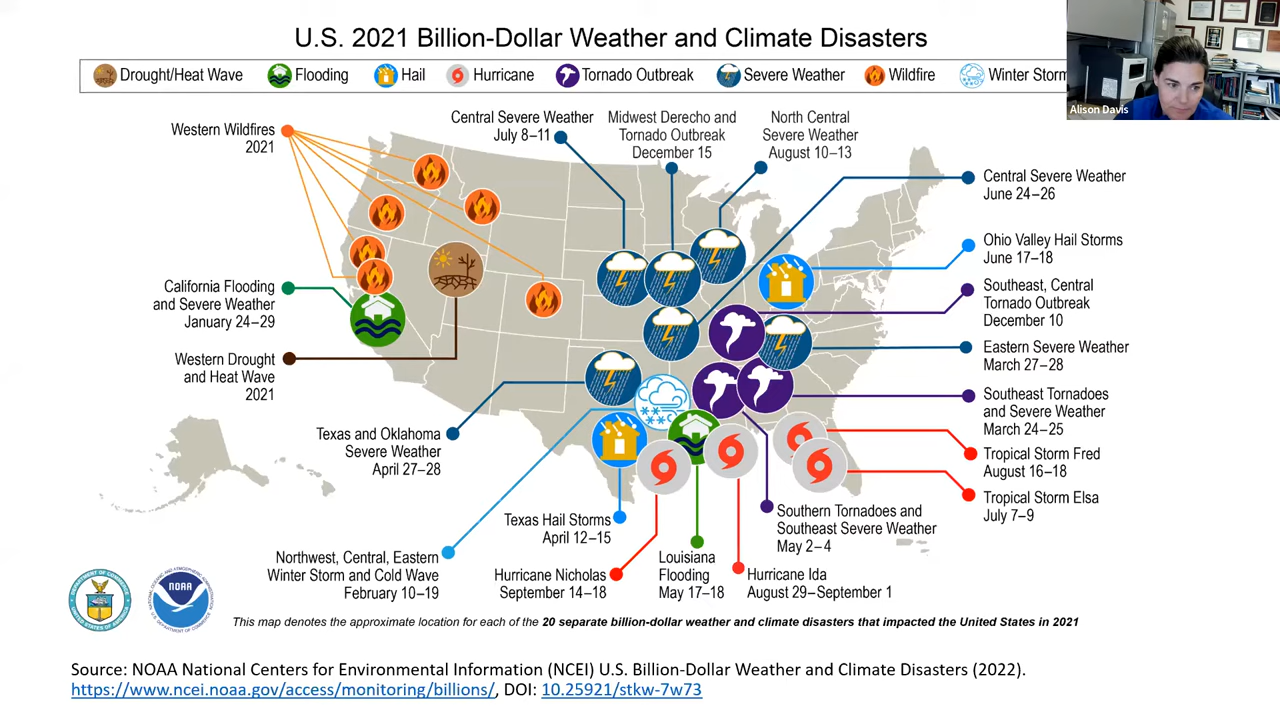 U.S. 2021 Billion-Dollar Weather and Climate Disasters
Drought/Heat Wave
Flooding
Hail
Hurricane
Tornado Outbreak
Severe Weather
Wildfire
Winter Storm
Alison Davis
Western Wildfires
2021
Central Severe Weather
July 8–11
Midwest Derecho and
Tornado Outbreak
December 15
North Central
Severe Weather
August 10–13
Central Severe Weather
June 24–26
Ohio Valley Hail Storms
June 17–18
California Flooding
and Severe Weather
January 24–29
Southeast, Central
Tornado Outbreak
December 10
Western Drought
and Heat Wave
2021
Eastern Severe Weather
March 27–28
Southeast Tornadoes
and Severe Weather
March 24–25
Texas and Oklahoma
Severe Weather
April 27–28
Tropical Storm Fred
August 16–18
Tropical Storm Elsa
July 7–9
Texas Hail Storms
April 12–15
Southern Tornadoes and
Southeast Severe Weather
May 2–4
Northwest, Central, Eastern
Winter Storm and Cold Wave
February 10–19
Hurricane Nicholas
September 14–18
Louisiana
Flooding
May 17–18
Hurricane Ida
August 29–September 1
NOAA
This map denotes the approximate location for each of the 20 separate billion-dollar weather and climate disasters that impacted the United States in 2021
Source: NOAA National Centers for Environmental Information (NCEI) U.S. Billion-Dollar Weather and Climate Disasters (2022).
https://www.ncei.noaa.gov/access/monitoring/billions/, DOI: 10.25921/stkw-7w73